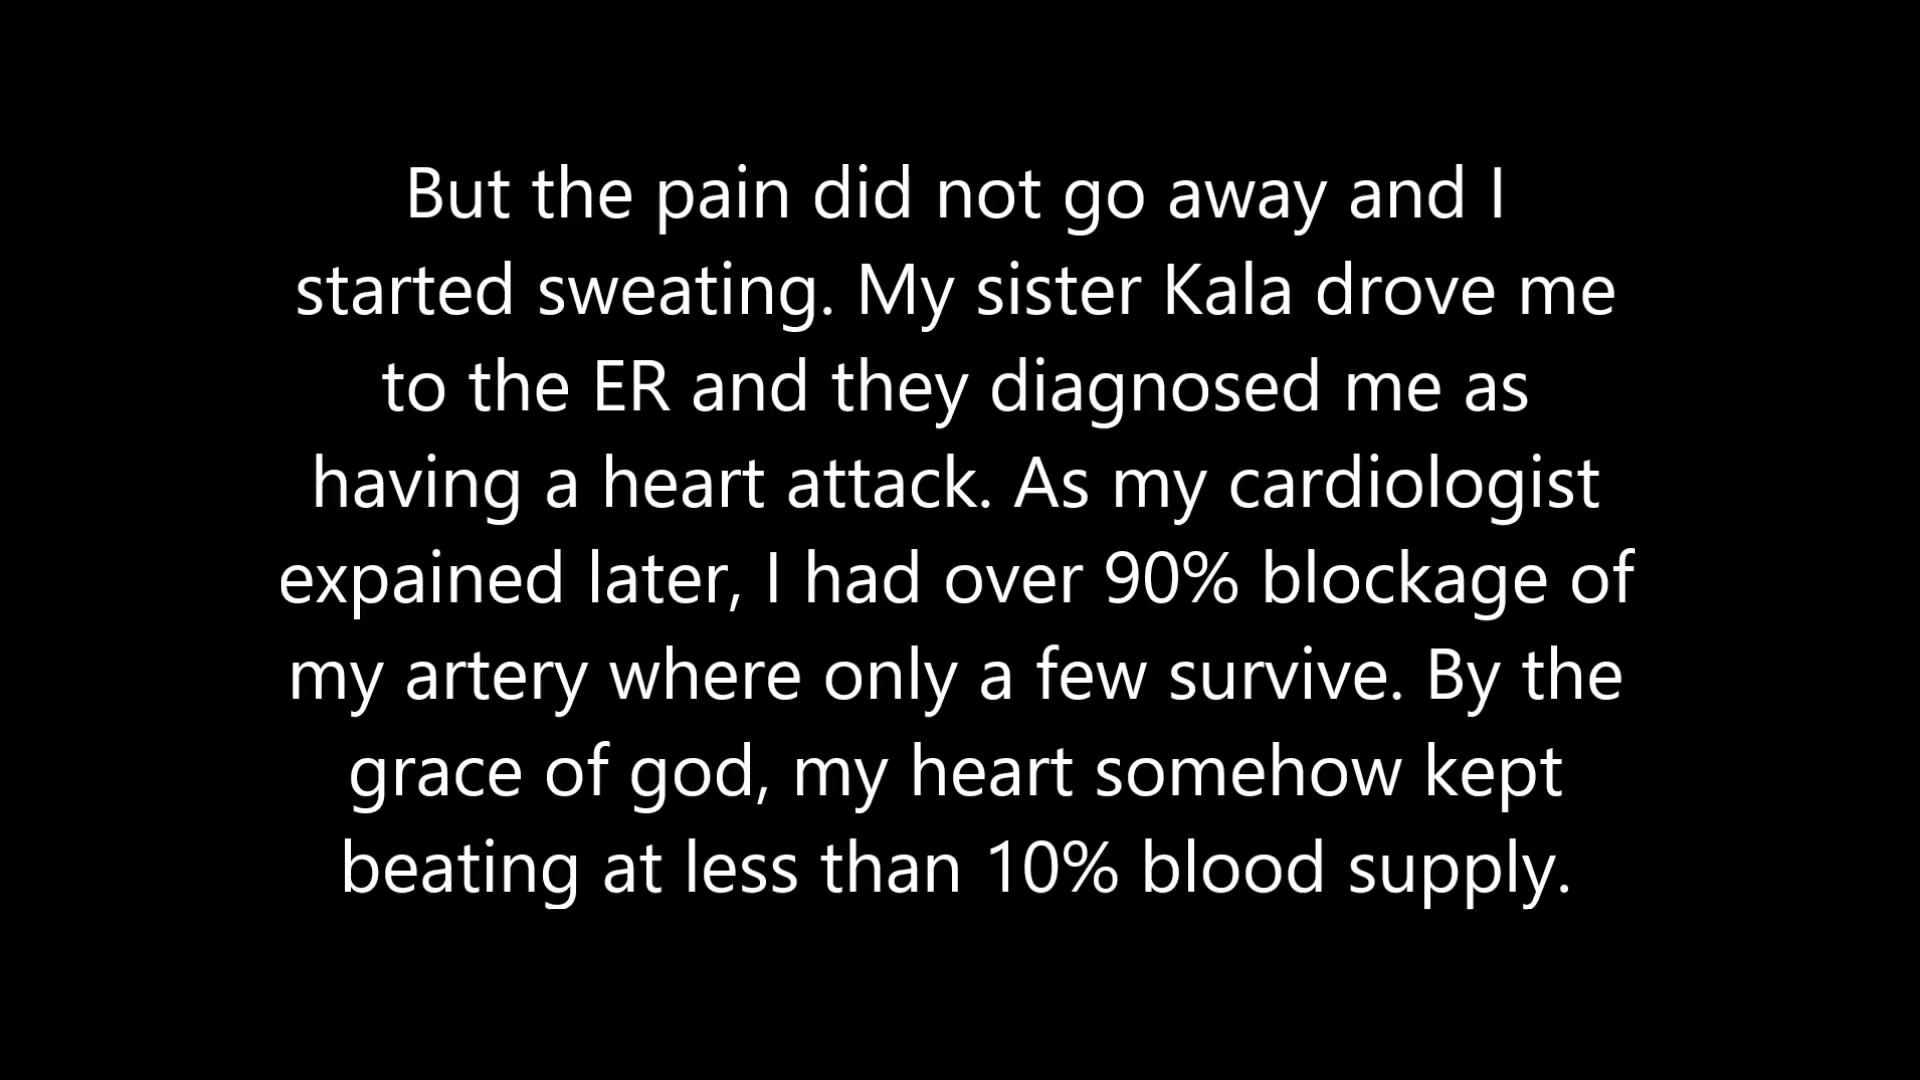 But the pain did not go away and I
started sweating. My sister Kala drove me
to the ER and they diagnosed me as
having a heart attack. As my cardiologist
expained later, I had over 90% blockage of
my artery where only a few survive. By the
grace of god, my heart somehow kept
beating at less than 10% blood supply.